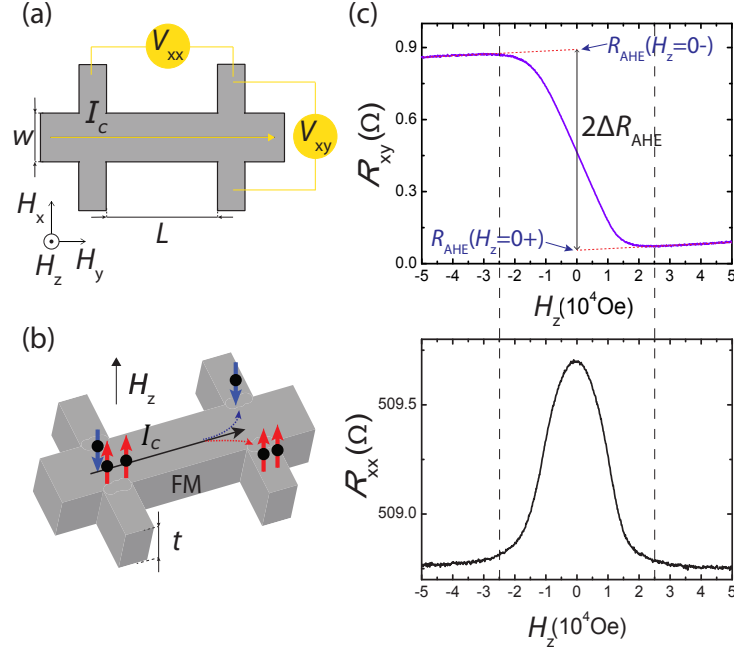 (a)
V_xx
I_c
w
V_xy
L
H_x
H_z
H_y
(b)
H_z
I_C
FM
t
(c)
R_AHE(H_z=0-)
2ΔR_AHE
R_AHE(H_z=0+)
R_xy(Ω)
0.9
0.6
0.3
0.0
-5 -4 -3 -2 -1 0 1 2 3 4 5
H_z(10^4Oe)
R_xx(Ω)
509.5
509.0
-5 -4 -3 -2 -1 0 1 2 3 4 5
H_z(10^4Oe)